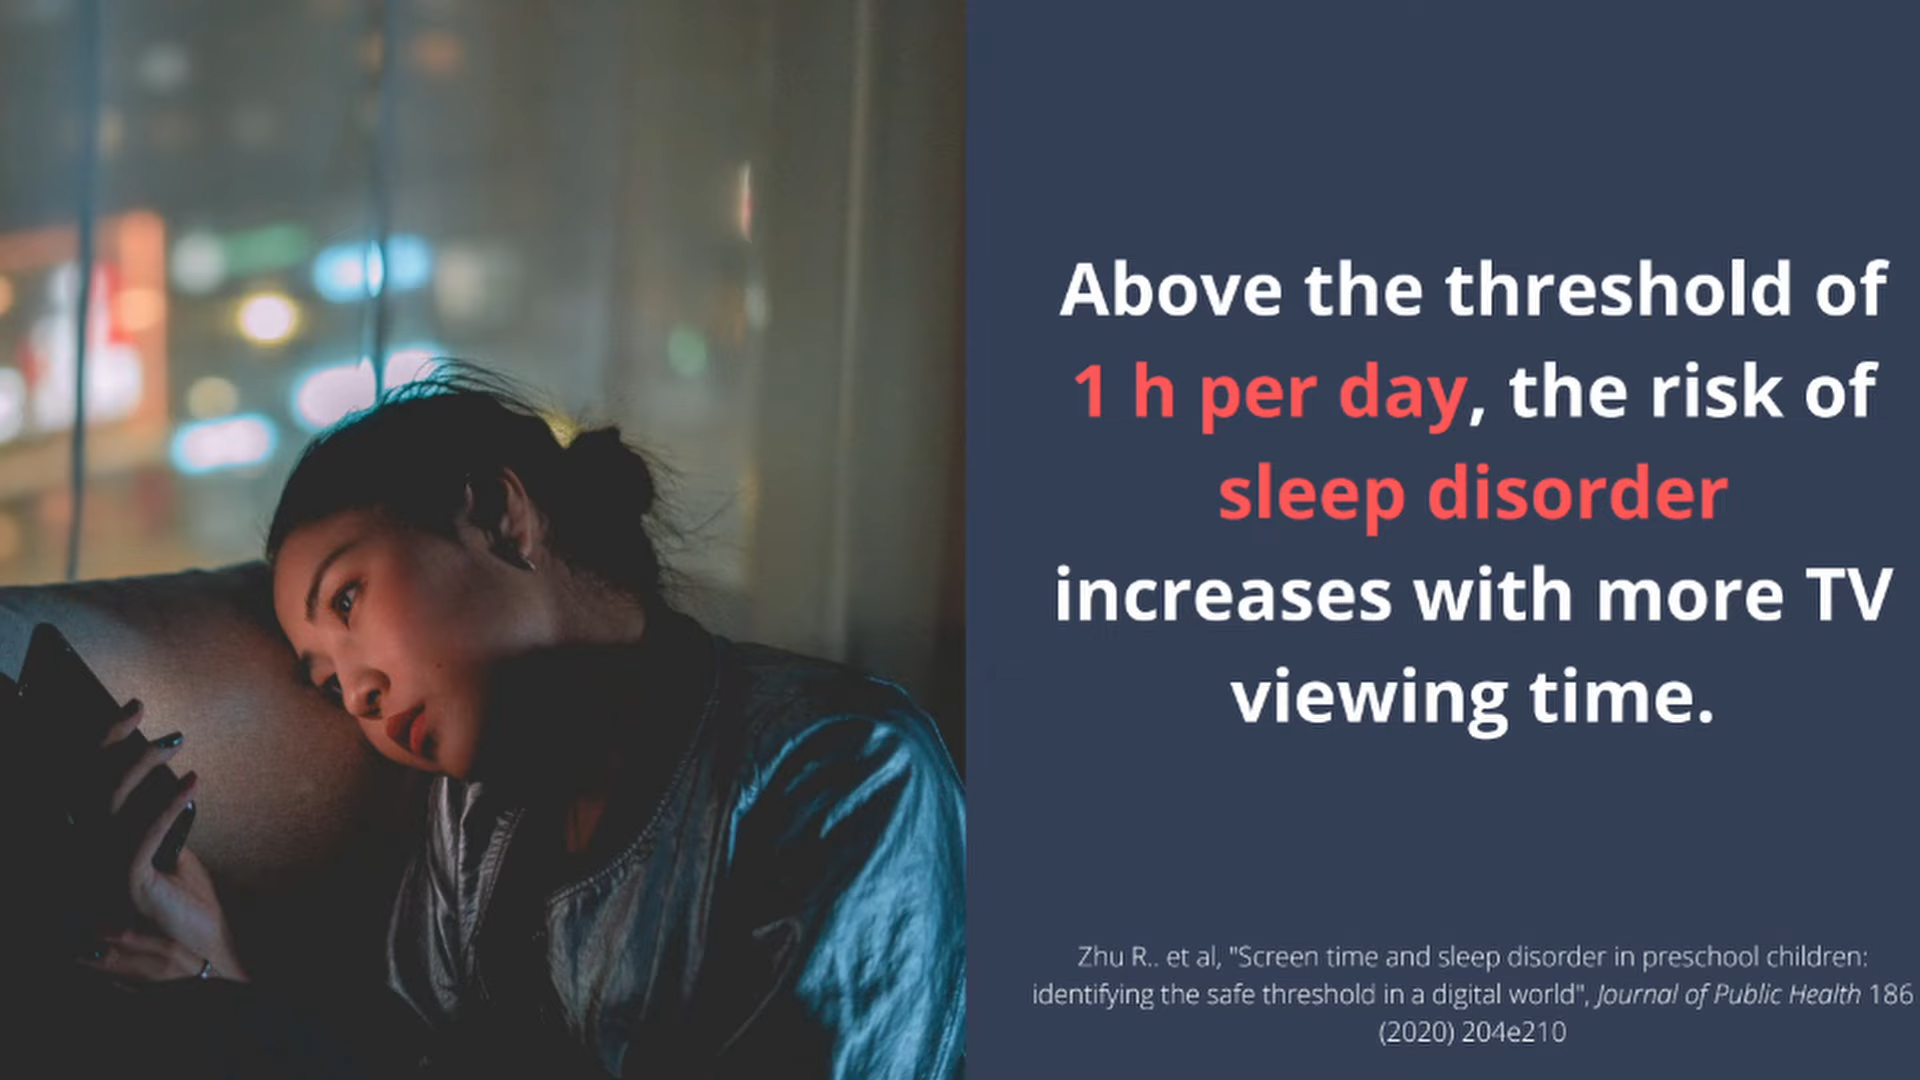 Above the threshold of
1 h per day, the risk of
sleep disorder
increases with more TV
viewing time.
Zhu R.. et al, "Screen time and sleep disorder in preschool children:
identifying the safe threshold in a digital world", Journal of Public Health 186
(2020) 204e210